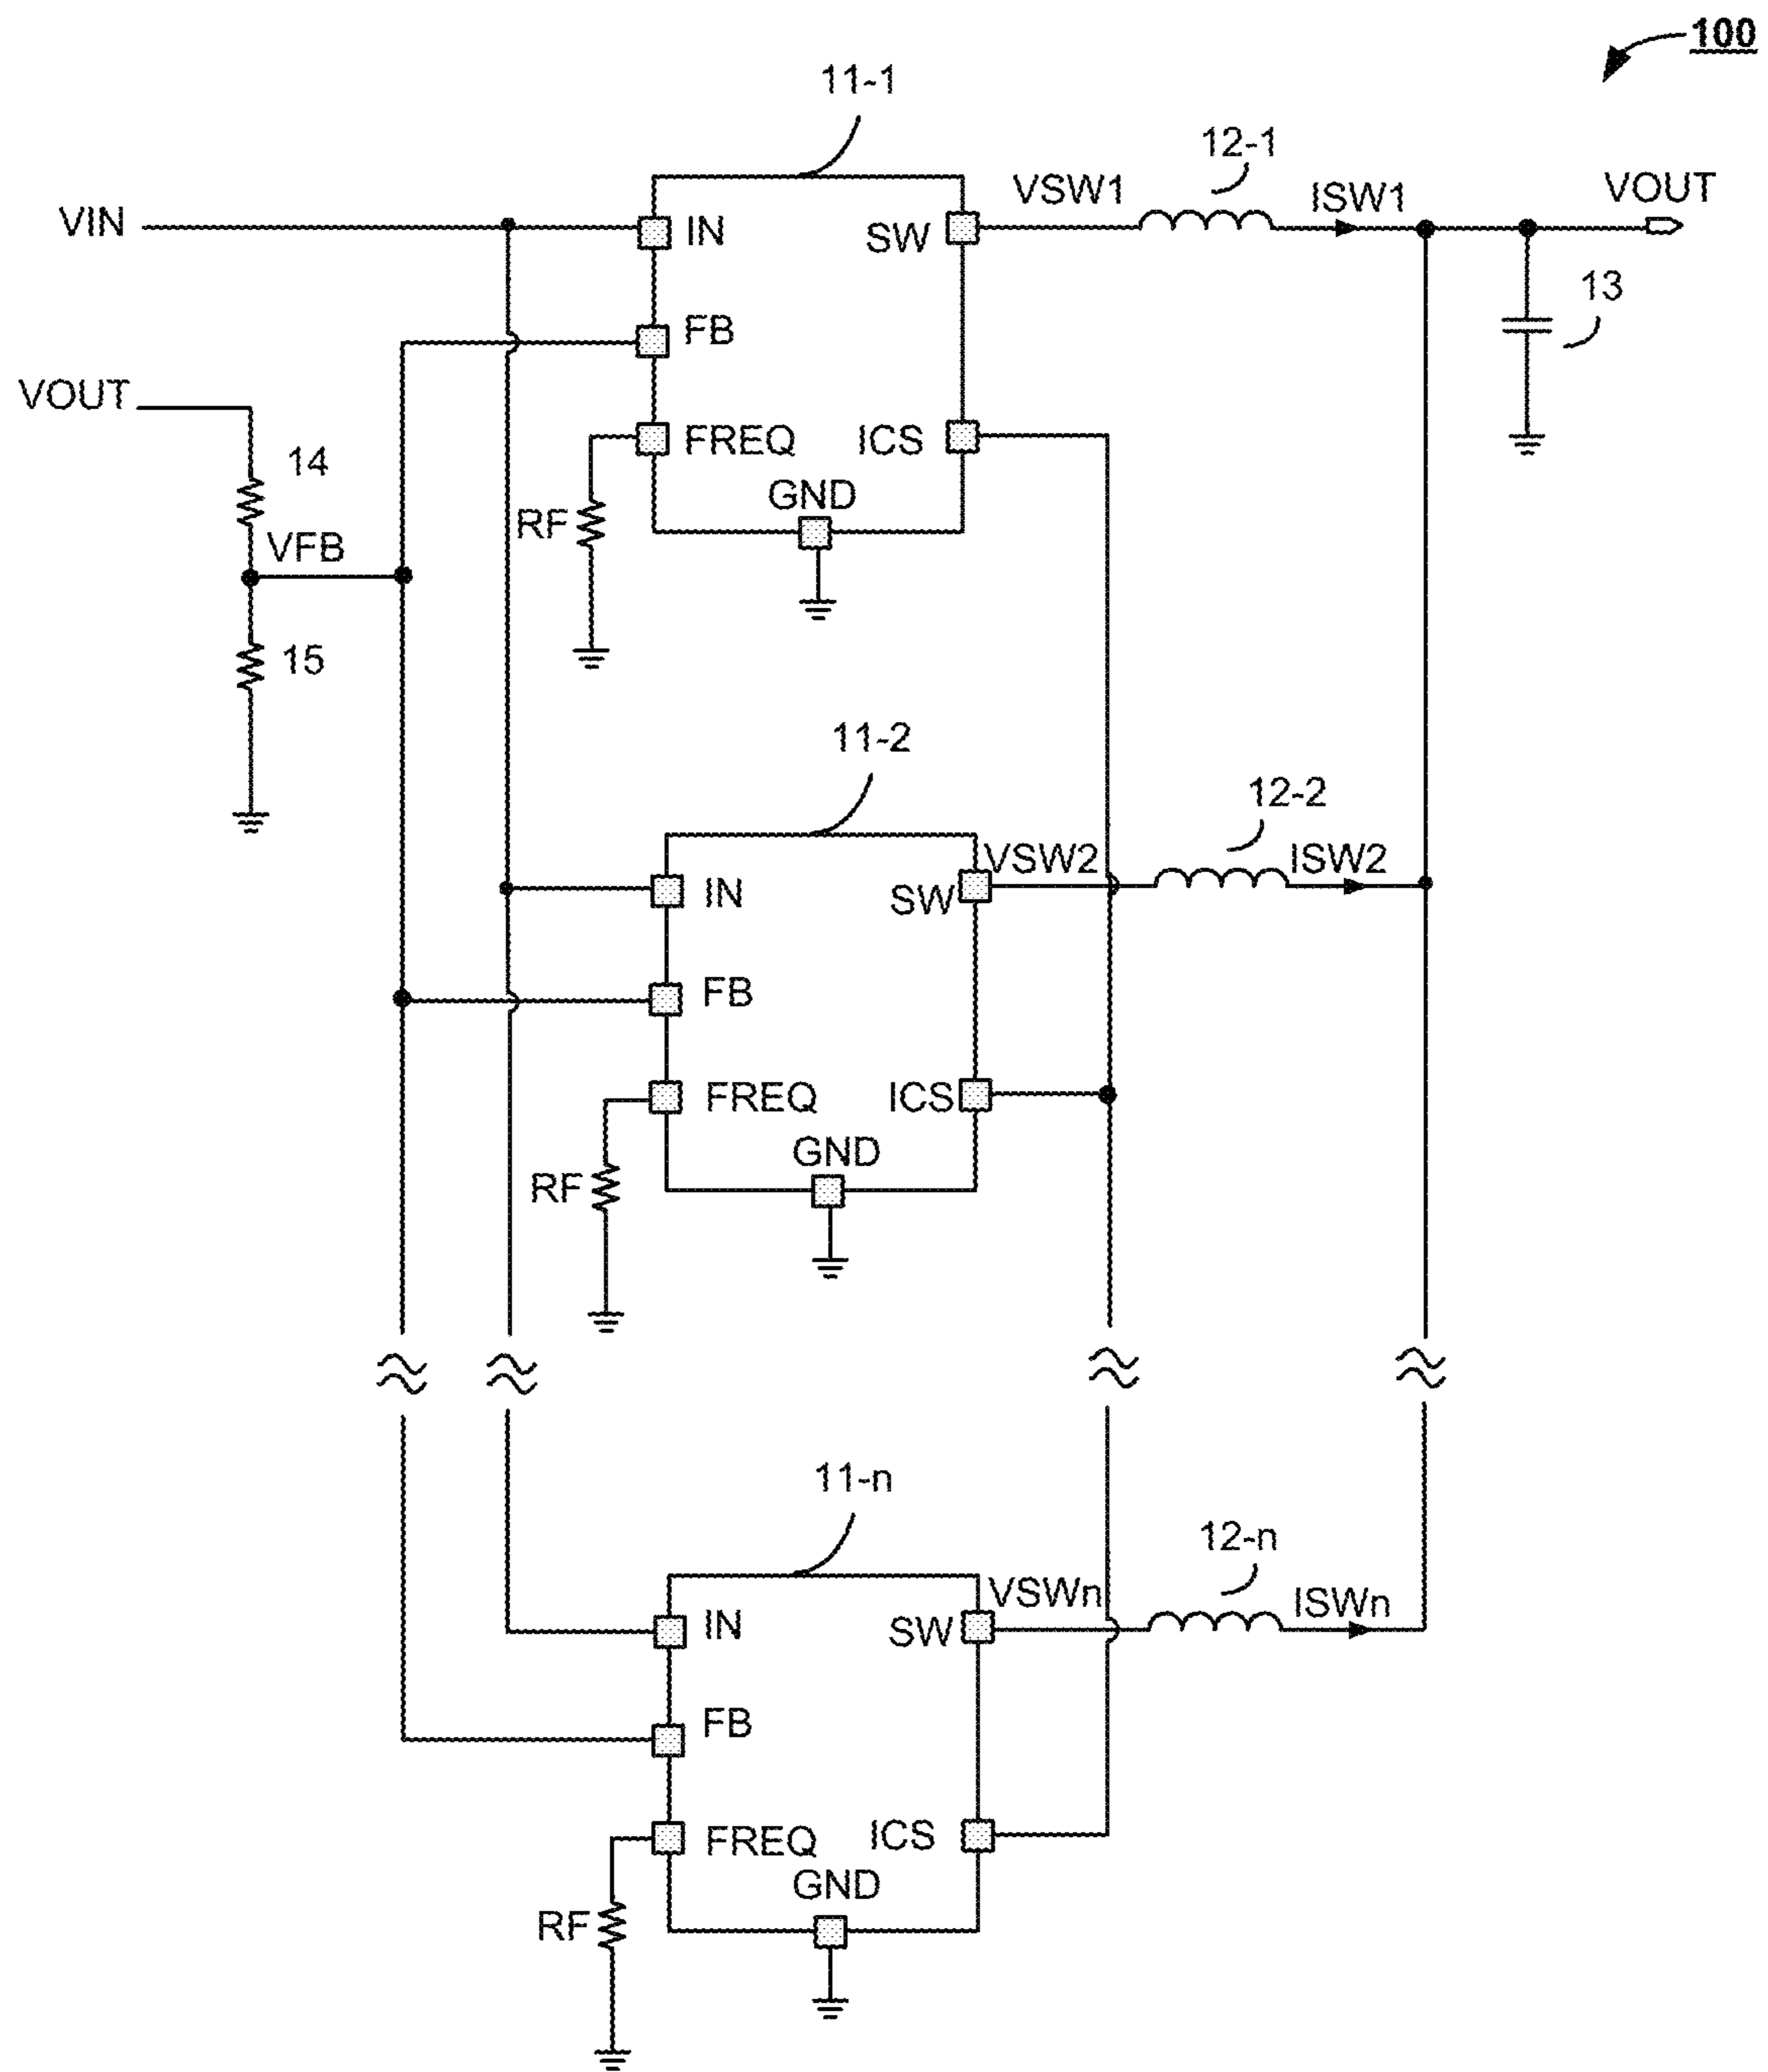 100
11-1
12-1
VIN
IN
SW
VSW1
ISW1
VOUT
FB
13
VOUT
FREQ
ICS
14
GND
RF
VFB
15
11-2
12-2
IN
SW
VSW2
ISW2
FB
FREQ
ICS
GND
RF
11-n
12-n
IN
SW
VSWn
ISWn
FB
FREQ
ICS
GND
RF